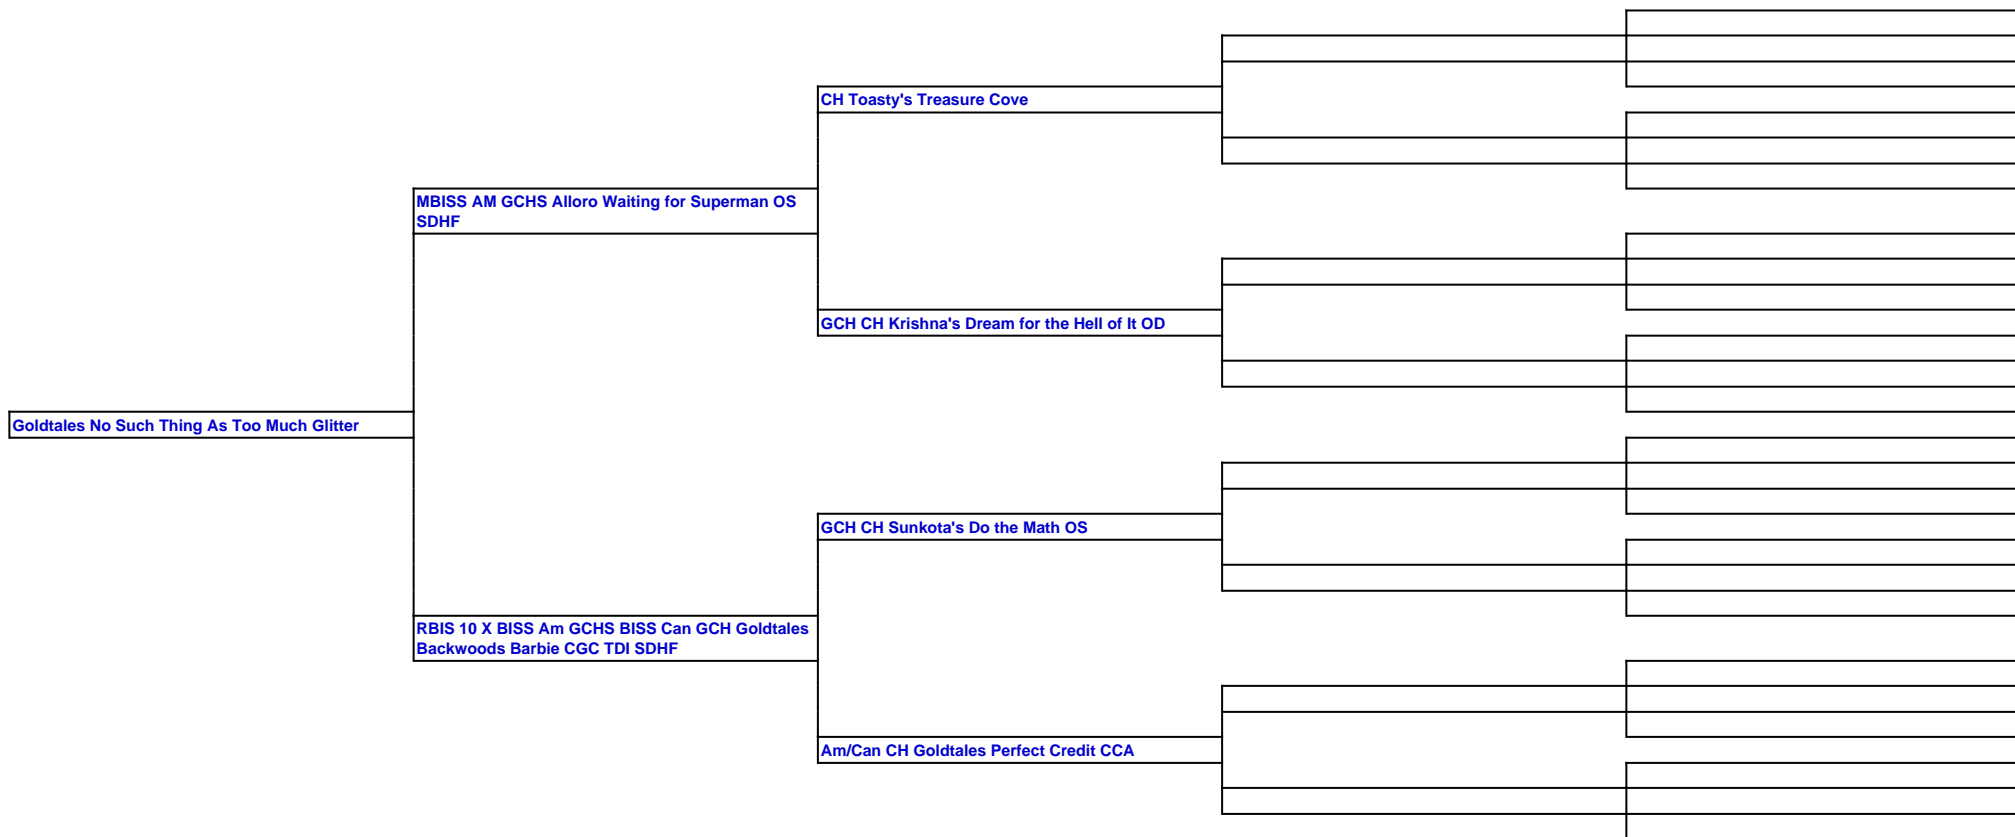 CH Toasty's Treasure Cove
MBISS AM GCHS Alloro Waiting for Superman OS
SDHF
GCH CH Krishna's Dream for the Hell of It OD
Goldtales No Such Thing As Too Much Glitter
GCH CH Sunkota's Do the Math OS
RBIS 10 X BISS Am GCHS BISS Can GCH Goldtales
Backwoods Barbie CGC TDI SDHF
Am/Can CH Goldtales Perfect Credit CCA